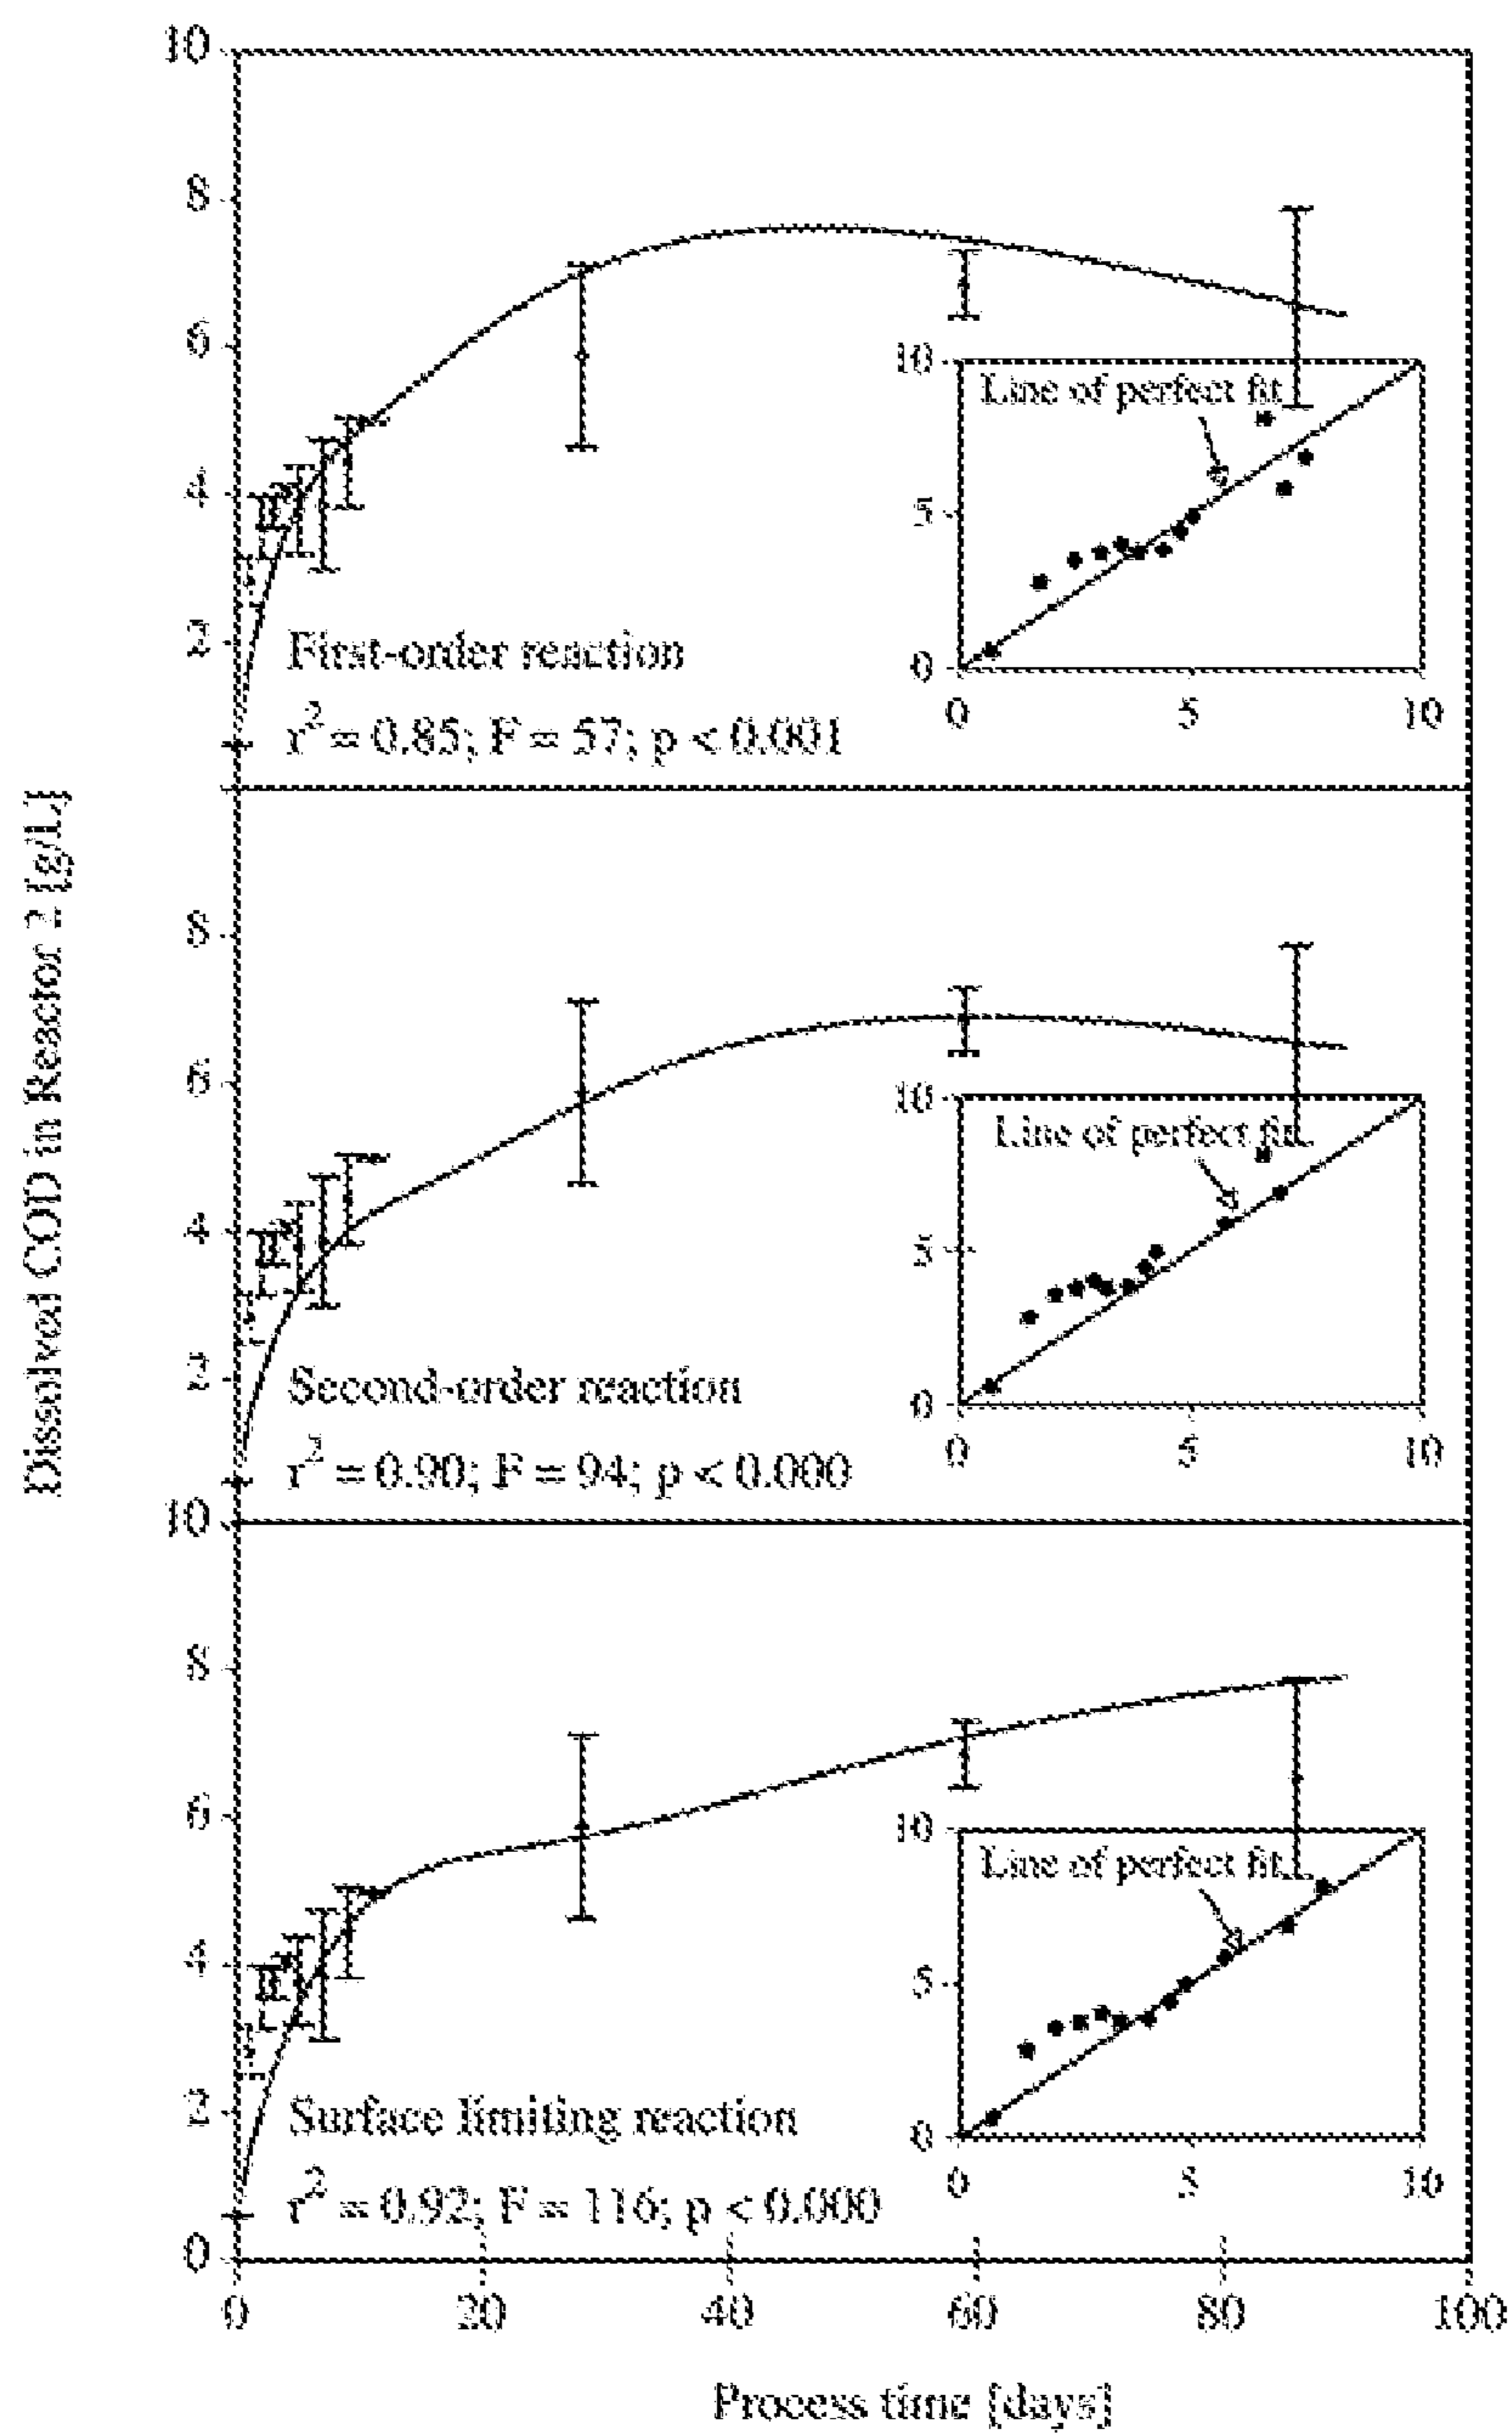 Dissolved COD in Reactor 2 [g/L]
10
8
6
4
2
First-order reaction
r² = 0.85; F = 57; p < 0.001
10
5
0
0 5 10
Line of perfect fit
8
6
4
2
Second-order reaction
r² = 0.90; F = 94; p < 0.000
10
5
0
0 5 10
Line of perfect fit
10
8
6
4
2
0
Surface limiting reaction
r² = 0.92; F = 116; p < 0.000
10
5
0
0 5 10
Line of perfect fit
0 20 40 60 80 100
Process time [days]